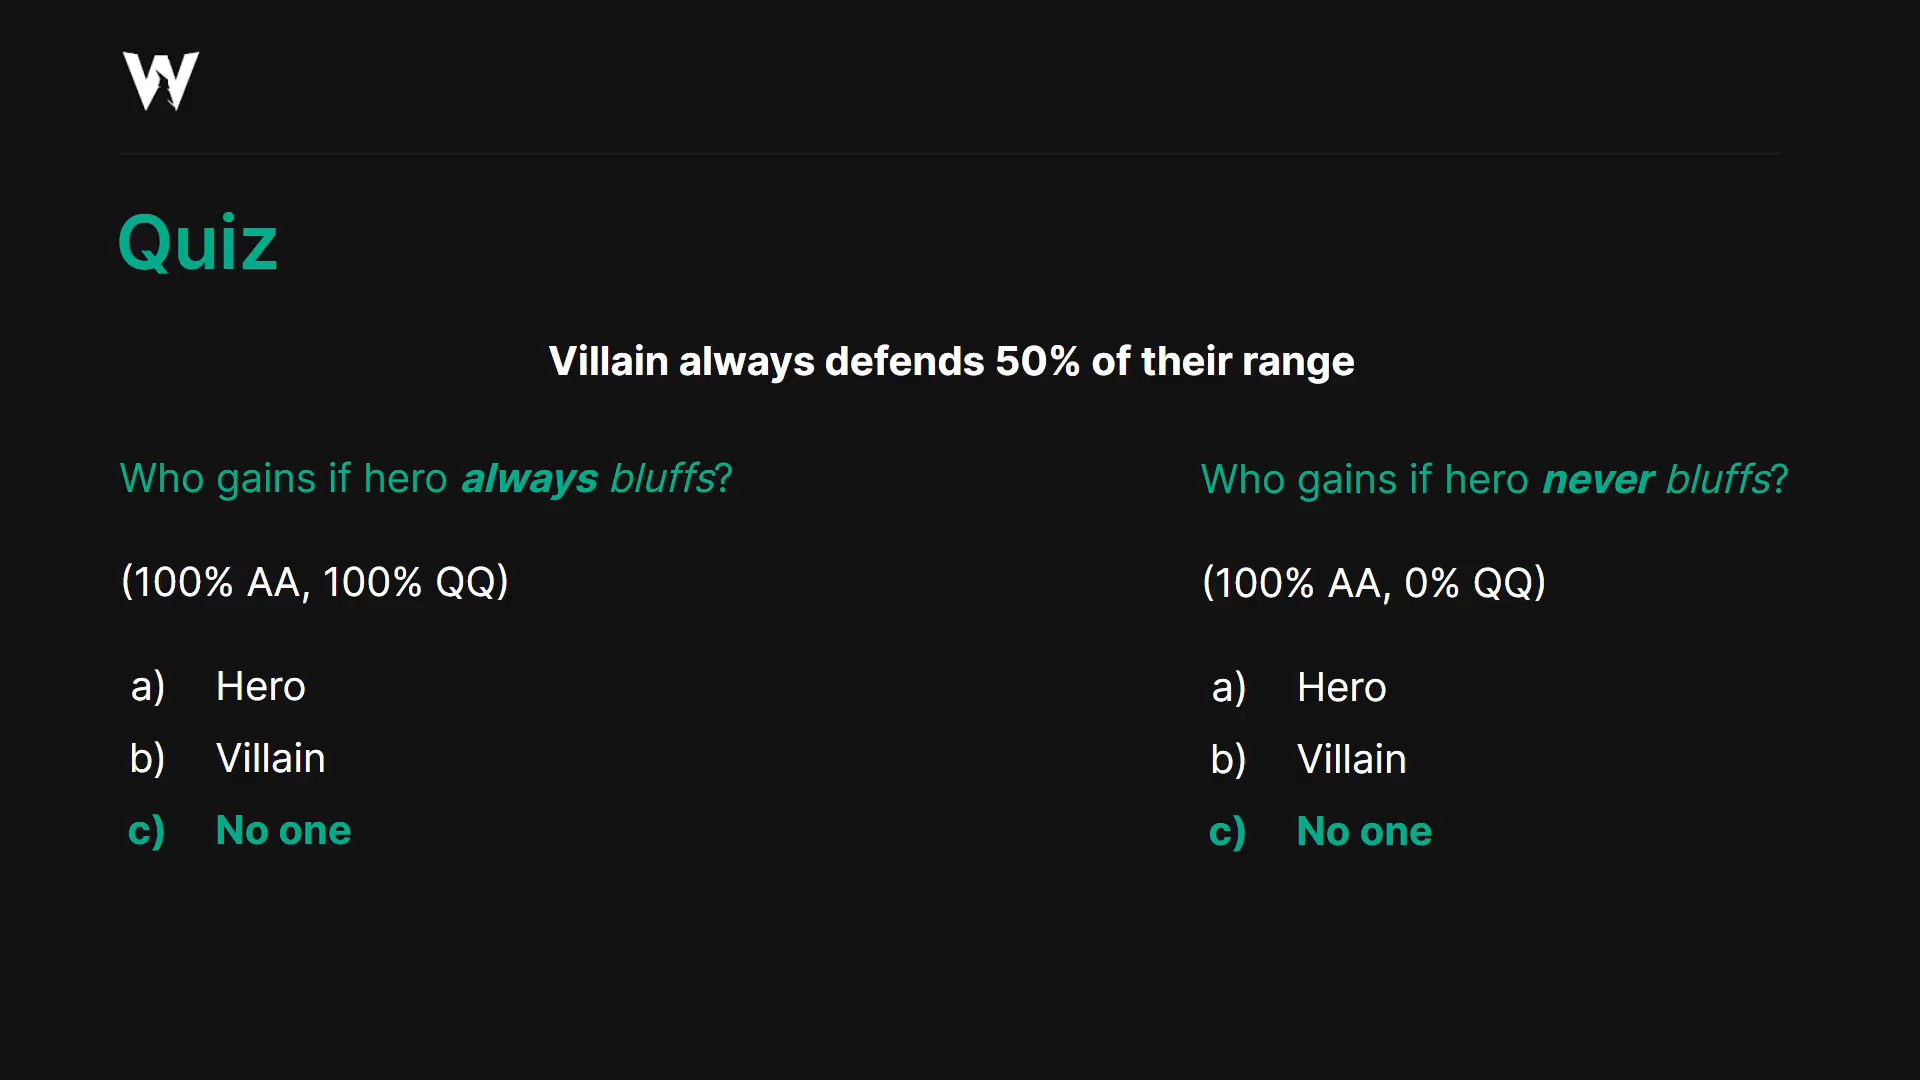 W
Quiz
Villain always defends 50% of their range
Who gains if hero always bluffs?
(100% AA, 100% QQ)
a) Hero
b) Villain
c) No one
Who gains if hero never bluffs?
(100% AA, 0% QQ)
a) Hero
b) Villain
c) No one